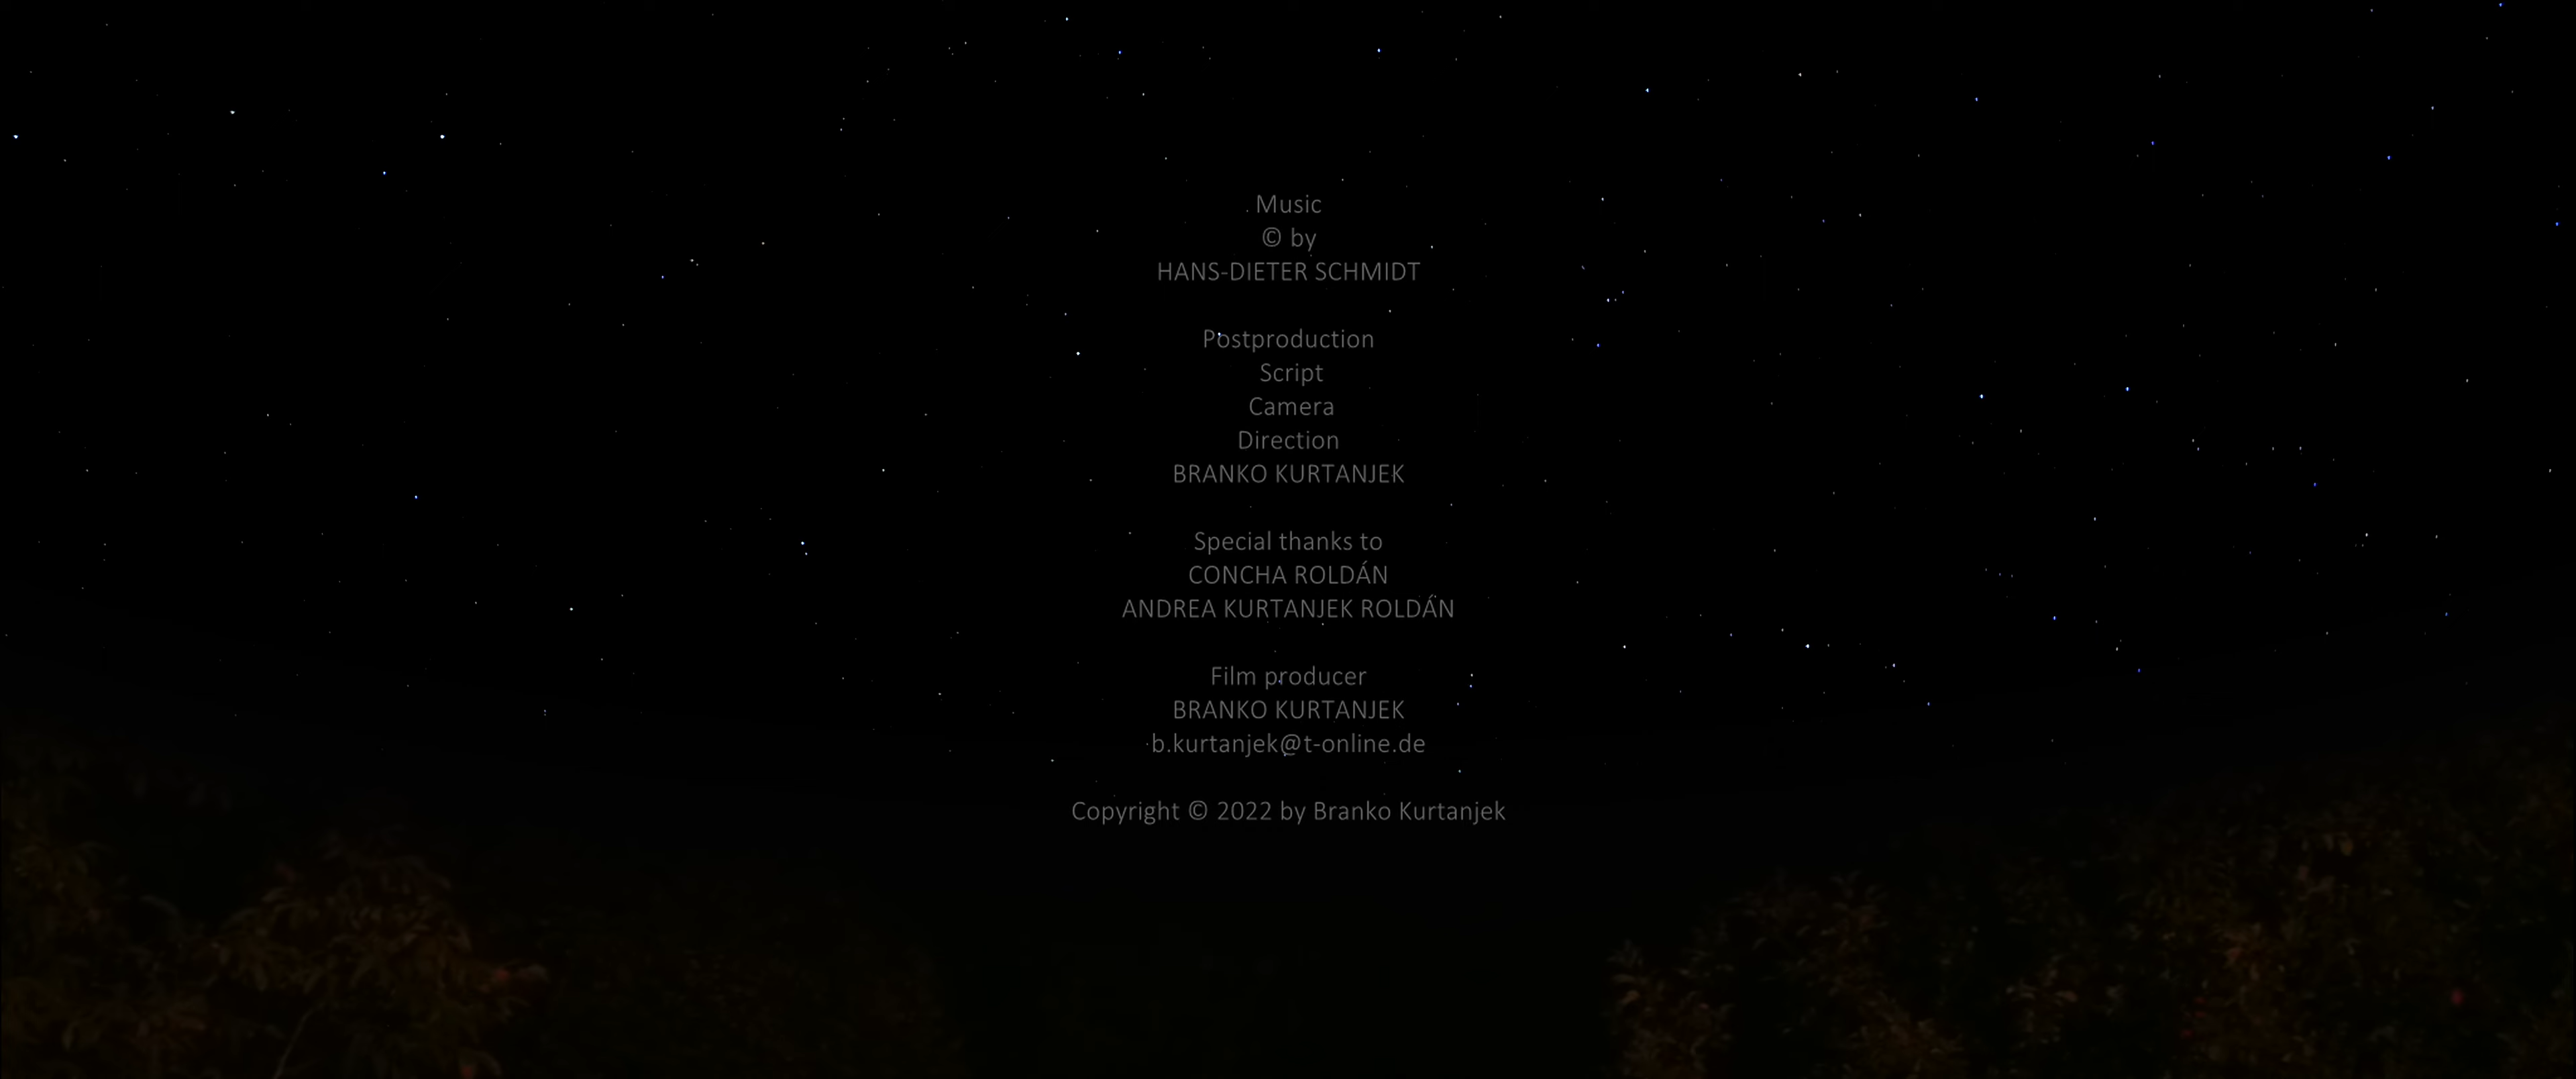 Music
© by
HANS-DIETER SCHMIDT
Postproduction
Script
Camera
Direction
BRANKO KURTANJEK
Special thanks to
CONCHA ROLDÁN
ANDREA KURTANJEK ROLDÁN
Film producer
BRANKO KURTANJEK
b.kurtanjek@t-online.de
Copyright © 2022 by Branko Kurtanjek